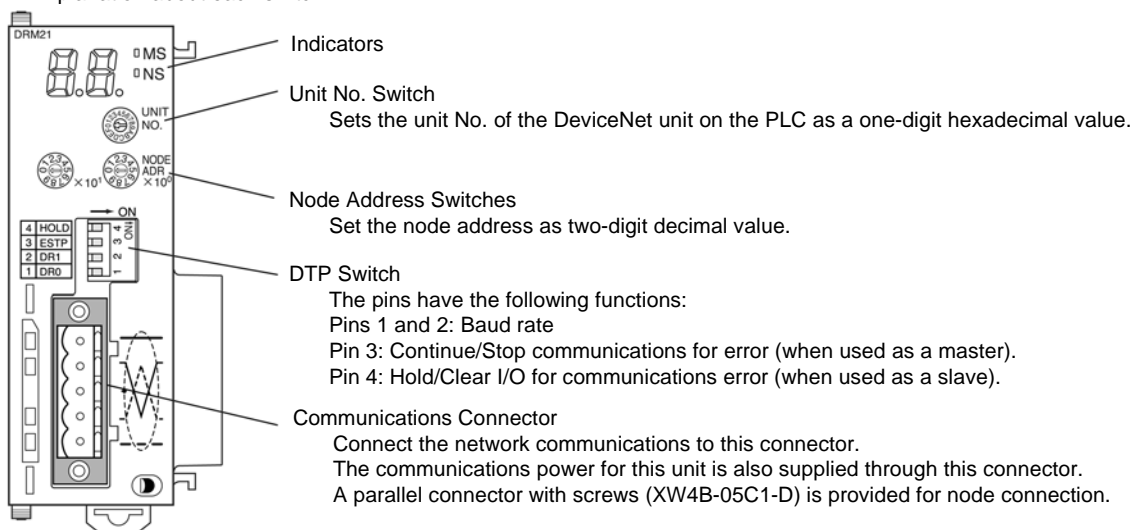 DRM21
MS
NS
UNIT
NO.
NODE
ADR
×10¹
×10⁰
→ ON
4 HOLD
3 ESTP
2 DR1
1 DR0
ON
4
3
2
1
Indicators
Unit No. Switch
Sets the unit No. of the DeviceNet unit on the PLC as a one-digit hexadecimal value.
Node Address Switches
Set the node address as two-digit decimal value.
DTP Switch
The pins have the following functions:
Pins 1 and 2: Baud rate
Pin 3: Continue/Stop communications for error (when used as a master).
Pin 4: Hold/Clear I/O for communications error (when used as a slave).
Communications Connector
Connect the network communications to this connector.
The communications power for this unit is also supplied through this connector.
A parallel connector with screws (XW4B-05C1-D) is provided for node connection.